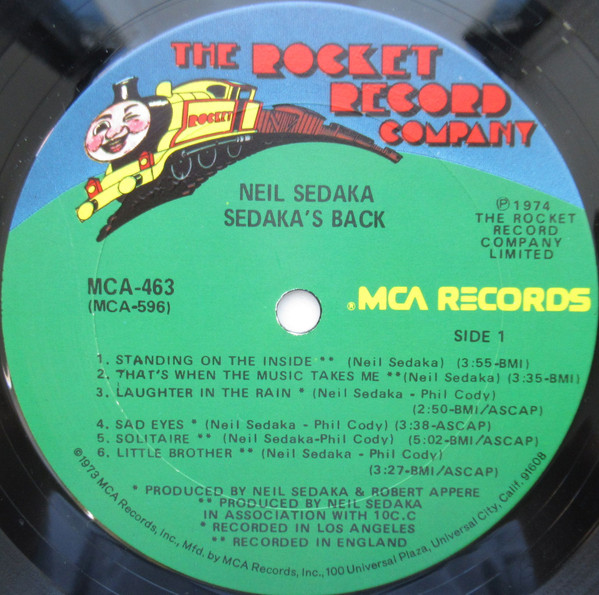 THE ROCKET
RECORD
COMPANY
ROCKET
NEIL SEDAKA
SEDAKA'S BACK
℗ 1974
THE ROCKET
RECORD
COMPANY
LIMITED
MCA-463
(MCA-596)
® MCA RECORDS
SIDE 1
1. STANDING ON THE INSIDE ** (Neil Sedaka) (3:55-BMI)
2. THAT'S WHEN THE MUSIC TAKES ME **(Neil Sedaka) (3:35-BMI)
3. LAUGHTER IN THE RAIN * (Neil Sedaka - Phil Cody)
(2:50-BMI/ASCAP)
4. SAD EYES * (Neil Sedaka - Phil Cody) (3:38-ASCAP)
5. SOLITAIRE ** (Neil Sedaka-Phil Cody) (5:02-BMI/ASCAP)
6. LITTLE BROTHER ** (Neil Sedaka - Phil Cody)
(3:27-BMI/ASCAP)
* PRODUCED BY NEIL SEDAKA & ROBERT APPERE
** PRODUCED BY NEIL SEDAKA
IN ASSOCIATION WITH 10C.C
* RECORDED IN LOS ANGELES
** RECORDED IN ENGLAND
©1973 MCA Records, Inc., Mfd. by MCA Records, Inc., 100 Universal Plaza, Universal City, Calif. 91608